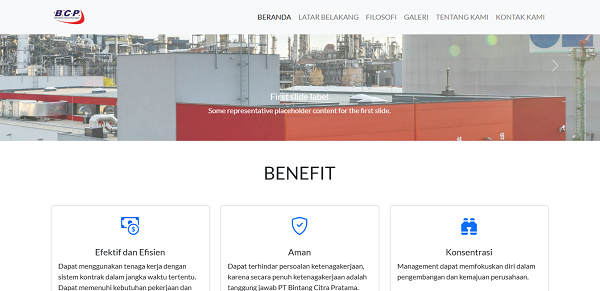 B.C.P
BERANDA LATAR BELAKANG FILOSOFI GALERI TENTANG KAMI KONTAK KAMI
First slide label
Some representative placeholder content for the first slide.
BENEFIT
Efektif dan Efisien
Dapat menggunakan tenaga kerja dengan
sistem kontrak dalam jangka waktu tertentu.
Dapat memenuhi kebutuhan pekerjaan dan
Aman
Dapat terhindar persoalan ketenagakerjaan,
karena secara penuh ketenagakerjaan adalah
tanggung jawab PT Bintang Citra Pratama.
Konsentrasi
Management dapat memfokuskan diri dalam
pengembangan dan kemajuan perusahaan.